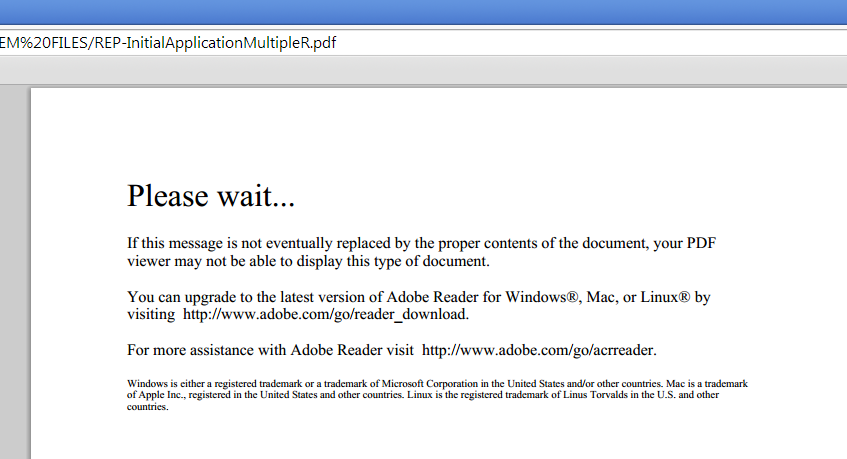 EM%20FILES/REP-InitialApplicationMultipleR.pdf
Please wait...
If this message is not eventually replaced by the proper contents of the document, your PDF
viewer may not be able to display this type of document.
You can upgrade to the latest version of Adobe Reader for Windows®, Mac, or Linux® by
visiting  http://www.adobe.com/go/reader_download.
For more assistance with Adobe Reader visit  http://www.adobe.com/go/acrreader.
Windows is either a registered trademark or a trademark of Microsoft Corporation in the United States and/or other countries. Mac is a trademark
of Apple Inc., registered in the United States and other countries. Linux is the registered trademark of Linus Torvalds in the U.S. and other
countries.